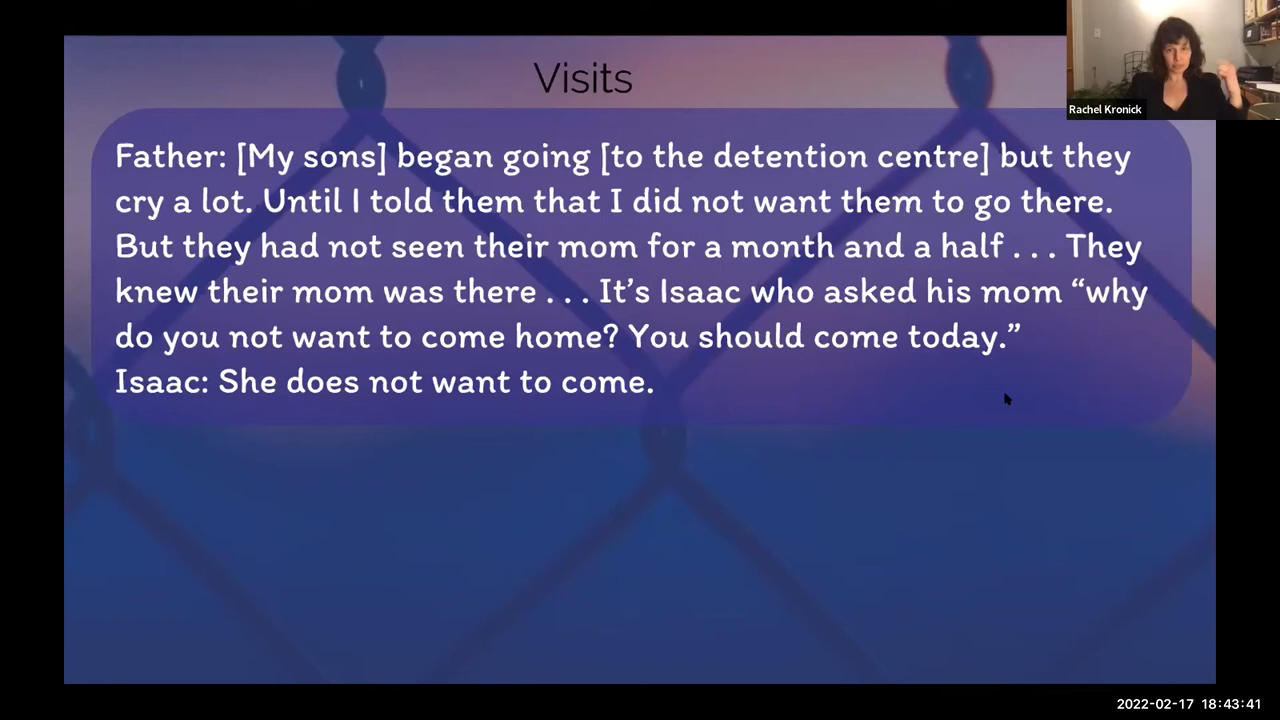 Visits
Rachel Kronick
Father: [My sons] began going [to the detention centre] but they
cry a lot. Until I told them that I did not want them to go there.
But they had not seen their mom for a month and a half . . . They
knew their mom was there . . . It’s Isaac who asked his mom “why
do you not want to come home? You should come today.”
Isaac: She does not want to come.
2022-02-17 18:43:41